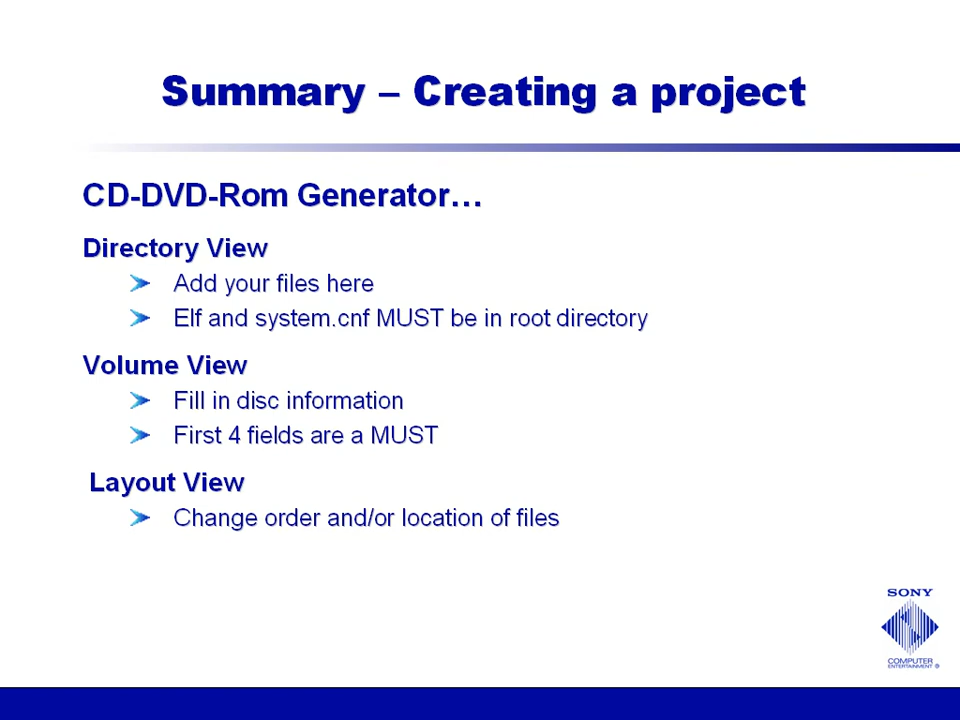 Summary – Creating a project
CD-DVD-Rom Generator…
Directory View
Add your files here
Elf and system.cnf MUST be in root directory
Volume View
Fill in disc information
First 4 fields are a MUST
Layout View
Change order and/or location of files
SONY
COMPUTER
ENTERTAINMENT ®